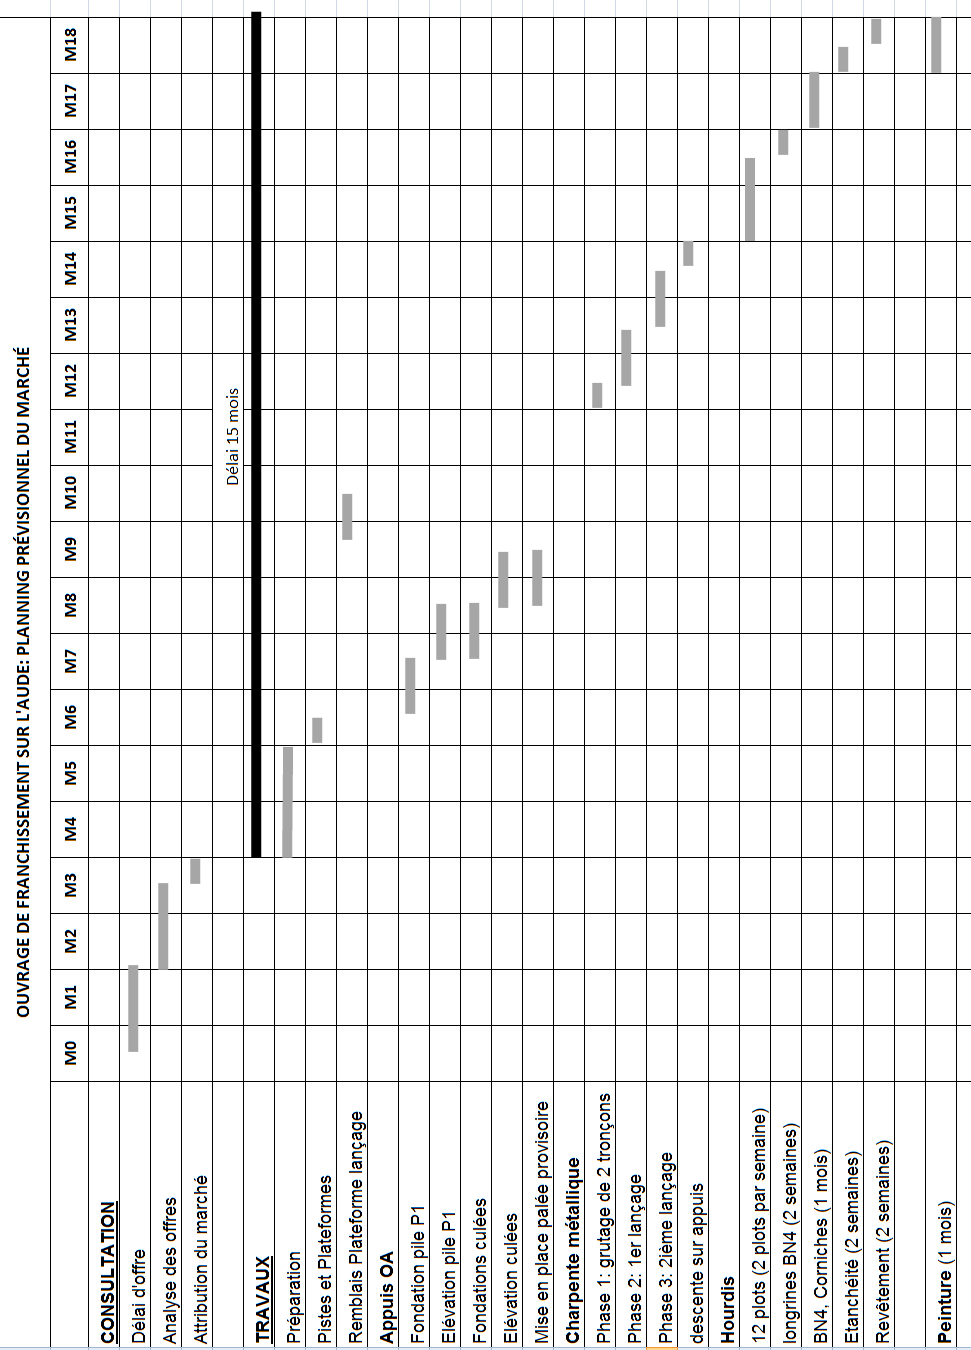 OUVRAGE DE FRANCHISSEMENT SUR L'AUDE: PLANNING PRÉVISIONNEL DU MARCHÉ
M0 M1 M2 M3 M4 M5 M6 M7 M8 M9 M10 M11 M12 M13 M14 M15 M16 M17 M18
CONSULTATION
Délai d'offre
Analyse des offres
Attribution du marché
Délai 15 mois
TRAVAUX
Préparation
Pistes et Plateformes
Remblais Plateforme lançage
Appuis OA
Fondation pile P1
Elévation pile P1
Fondations culées
Elévation culées
Mise en place palée provisoire
Charpente métallique
Phase 1: grutage de 2 tronçons
Phase 2: 1er lançage
Phase 3: 2ième lançage
descente sur appuis
Hourdis
12 plots (2 plots par semaine)
longrines BN4 (2 semaines)
BN4, Corniches (1 mois)
Etanchéité (2 semaines)
Revêtement (2 semaines)
Peinture (1 mois)